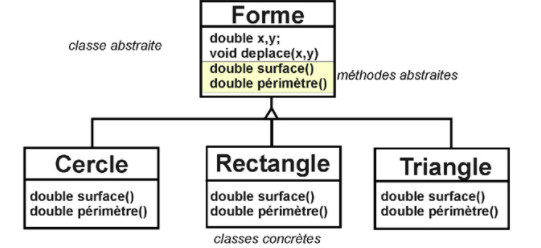 Forme
classe abstraite
double x,y;
void deplace(x,y)
double surface()
double périmètre()
méthodes abstraites
Cercle
double surface()
double périmètre()
Rectangle
double surface()
double périmètre()
Triangle
double surface()
double périmètre()
classes concrètes